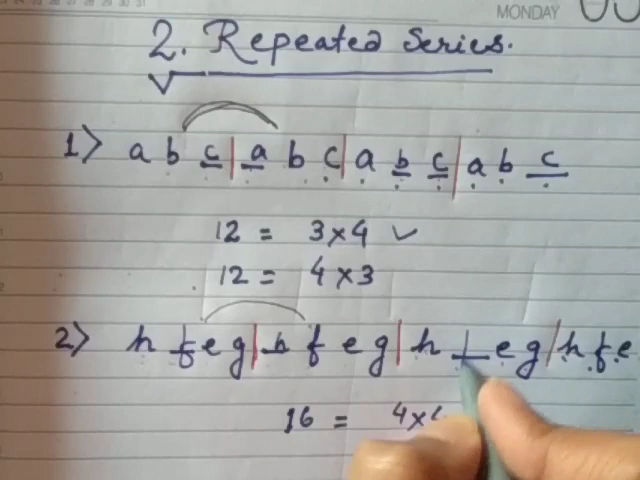 MONDAY
2. Repeated Series.
1) a b c | a b c | a b c | a b c
12 = 3×4 ✓
12 = 4×3
2) h f e g | h f e g | h f e g | h f e
16 = 4×